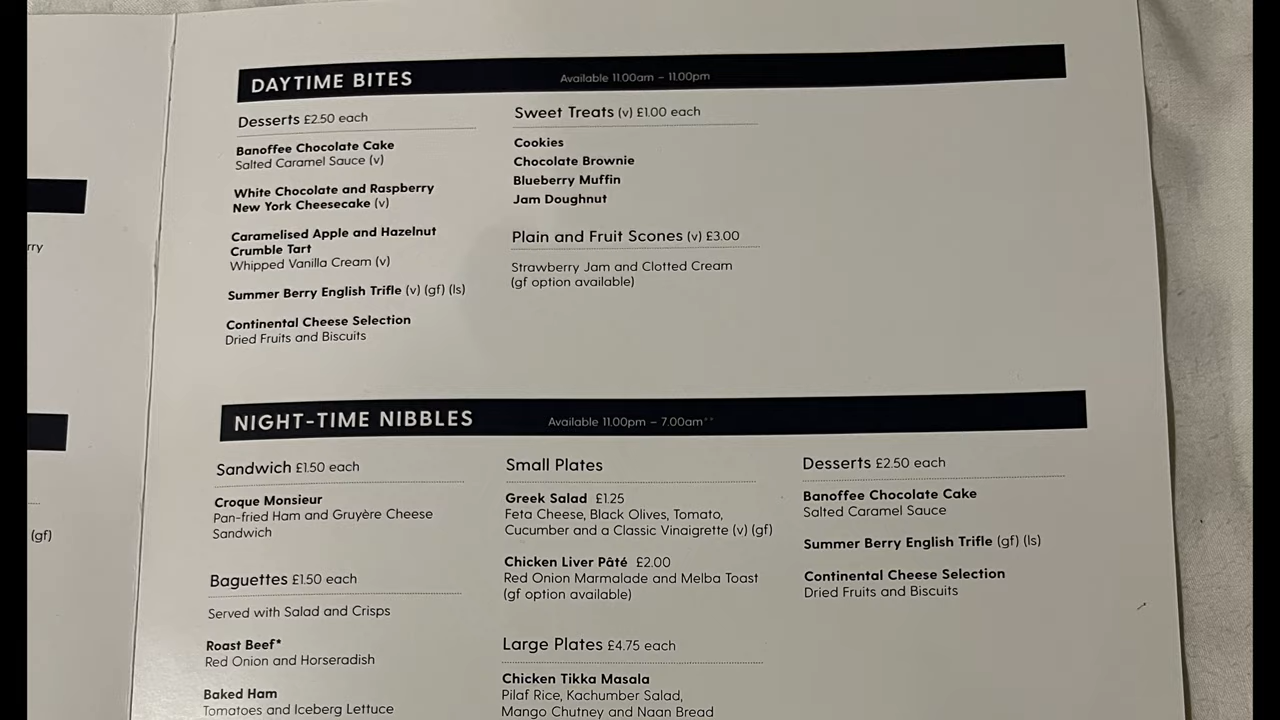 rry
(gf)
DAYTIME BITES Available 11.00am – 11.00pm
Desserts £2.50 each
Banoffee Chocolate Cake
Salted Caramel Sauce (v)
White Chocolate and Raspberry
New York Cheesecake (v)
Caramelised Apple and Hazelnut
Crumble Tart
Whipped Vanilla Cream (v)
Summer Berry English Trifle (v) (gf) (ls)
Continental Cheese Selection
Dried Fruits and Biscuits
Sweet Treats (v) £1.00 each
Cookies
Chocolate Brownie
Blueberry Muffin
Jam Doughnut
Plain and Fruit Scones (v) £3.00
Strawberry Jam and Clotted Cream
(gf option available)
NIGHT-TIME NIBBLES Available 11.00pm – 7.00am**
Sandwich £1.50 each
Croque Monsieur
Pan-fried Ham and Gruyère Cheese
Sandwich
Baguettes £1.50 each
Served with Salad and Crisps
Roast Beef*
Red Onion and Horseradish
Baked Ham
Tomatoes and Iceberg Lettuce
Small Plates
Greek Salad £1.25
Feta Cheese, Black Olives, Tomato,
Cucumber and a Classic Vinaigrette (v) (gf)
Chicken Liver Pâté £2.00
Red Onion Marmalade and Melba Toast
(gf option available)
Large Plates £4.75 each
Chicken Tikka Masala
Pilaf Rice, Kachumber Salad,
Mango Chutney and Naan Bread
Desserts £2.50 each
Banoffee Chocolate Cake
Salted Caramel Sauce
Summer Berry English Trifle (gf) (ls)
Continental Cheese Selection
Dried Fruits and Biscuits